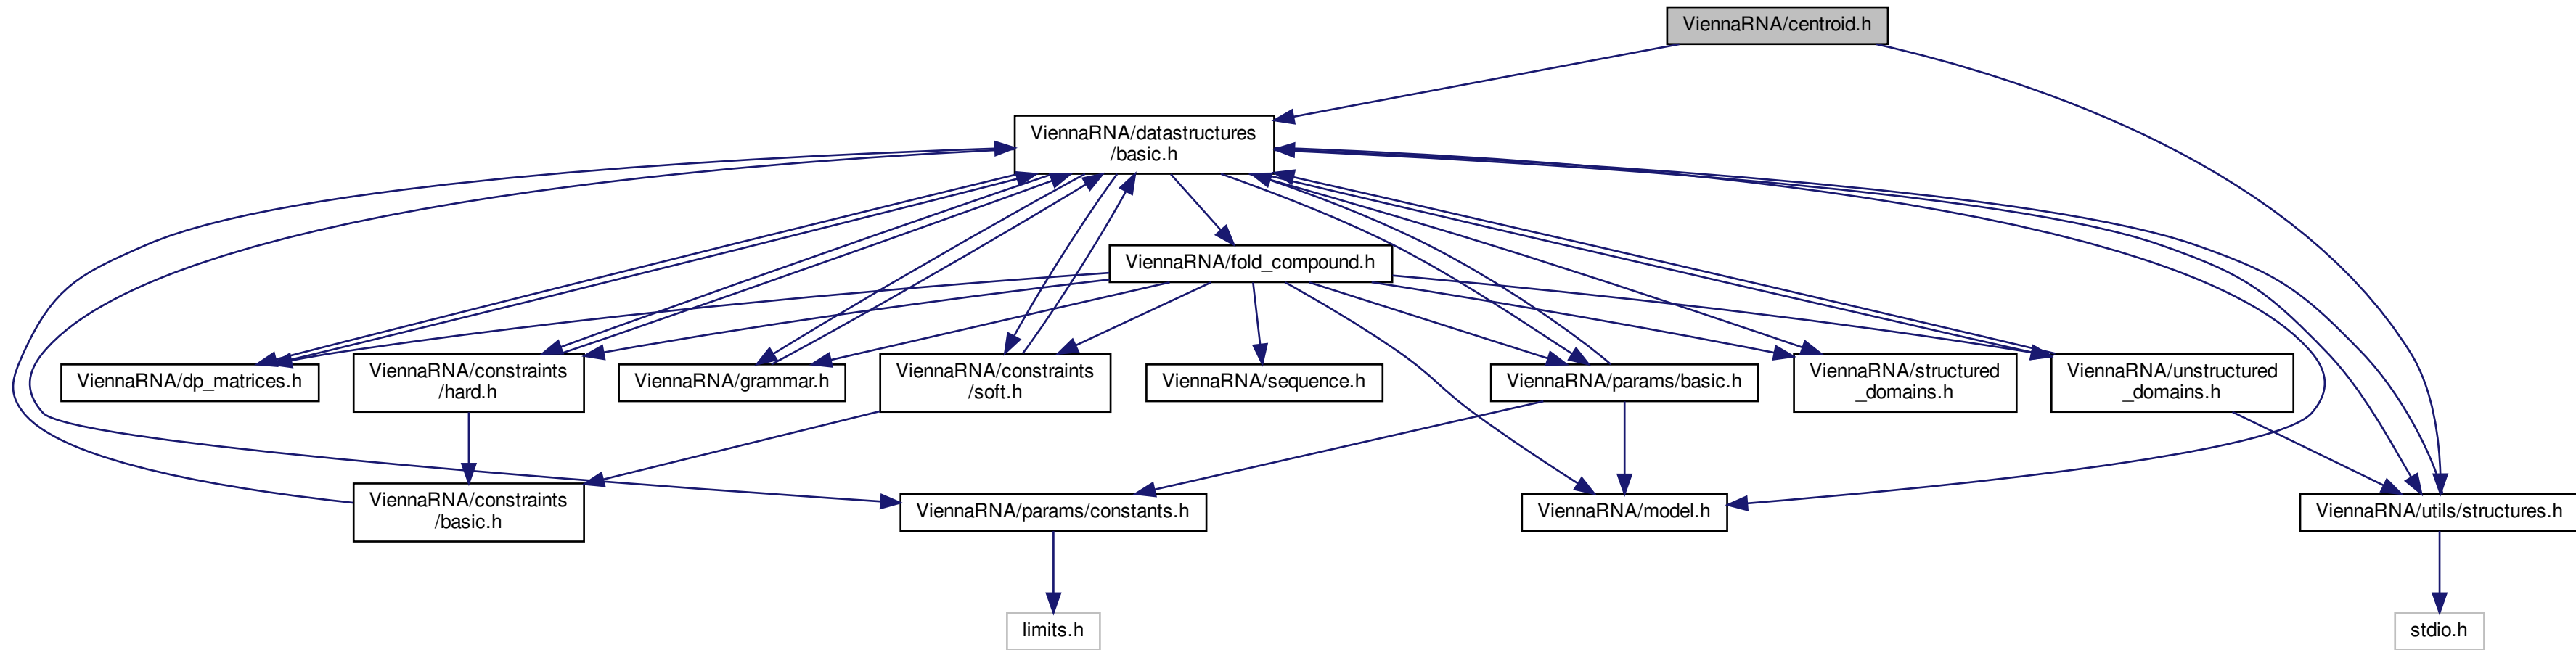 ViennaRNA/centroid.h
ViennaRNA/datastructures
/basic.h
ViennaRNA/fold_compound.h
ViennaRNA/dp_matrices.h
ViennaRNA/constraints
/hard.h
ViennaRNA/grammar.h
ViennaRNA/constraints
/soft.h
ViennaRNA/sequence.h
ViennaRNA/params/basic.h
ViennaRNA/structured
_domains.h
ViennaRNA/unstructured
_domains.h
ViennaRNA/constraints
/basic.h
ViennaRNA/params/constants.h
ViennaRNA/model.h
ViennaRNA/utils/structures.h
limits.h
stdio.h